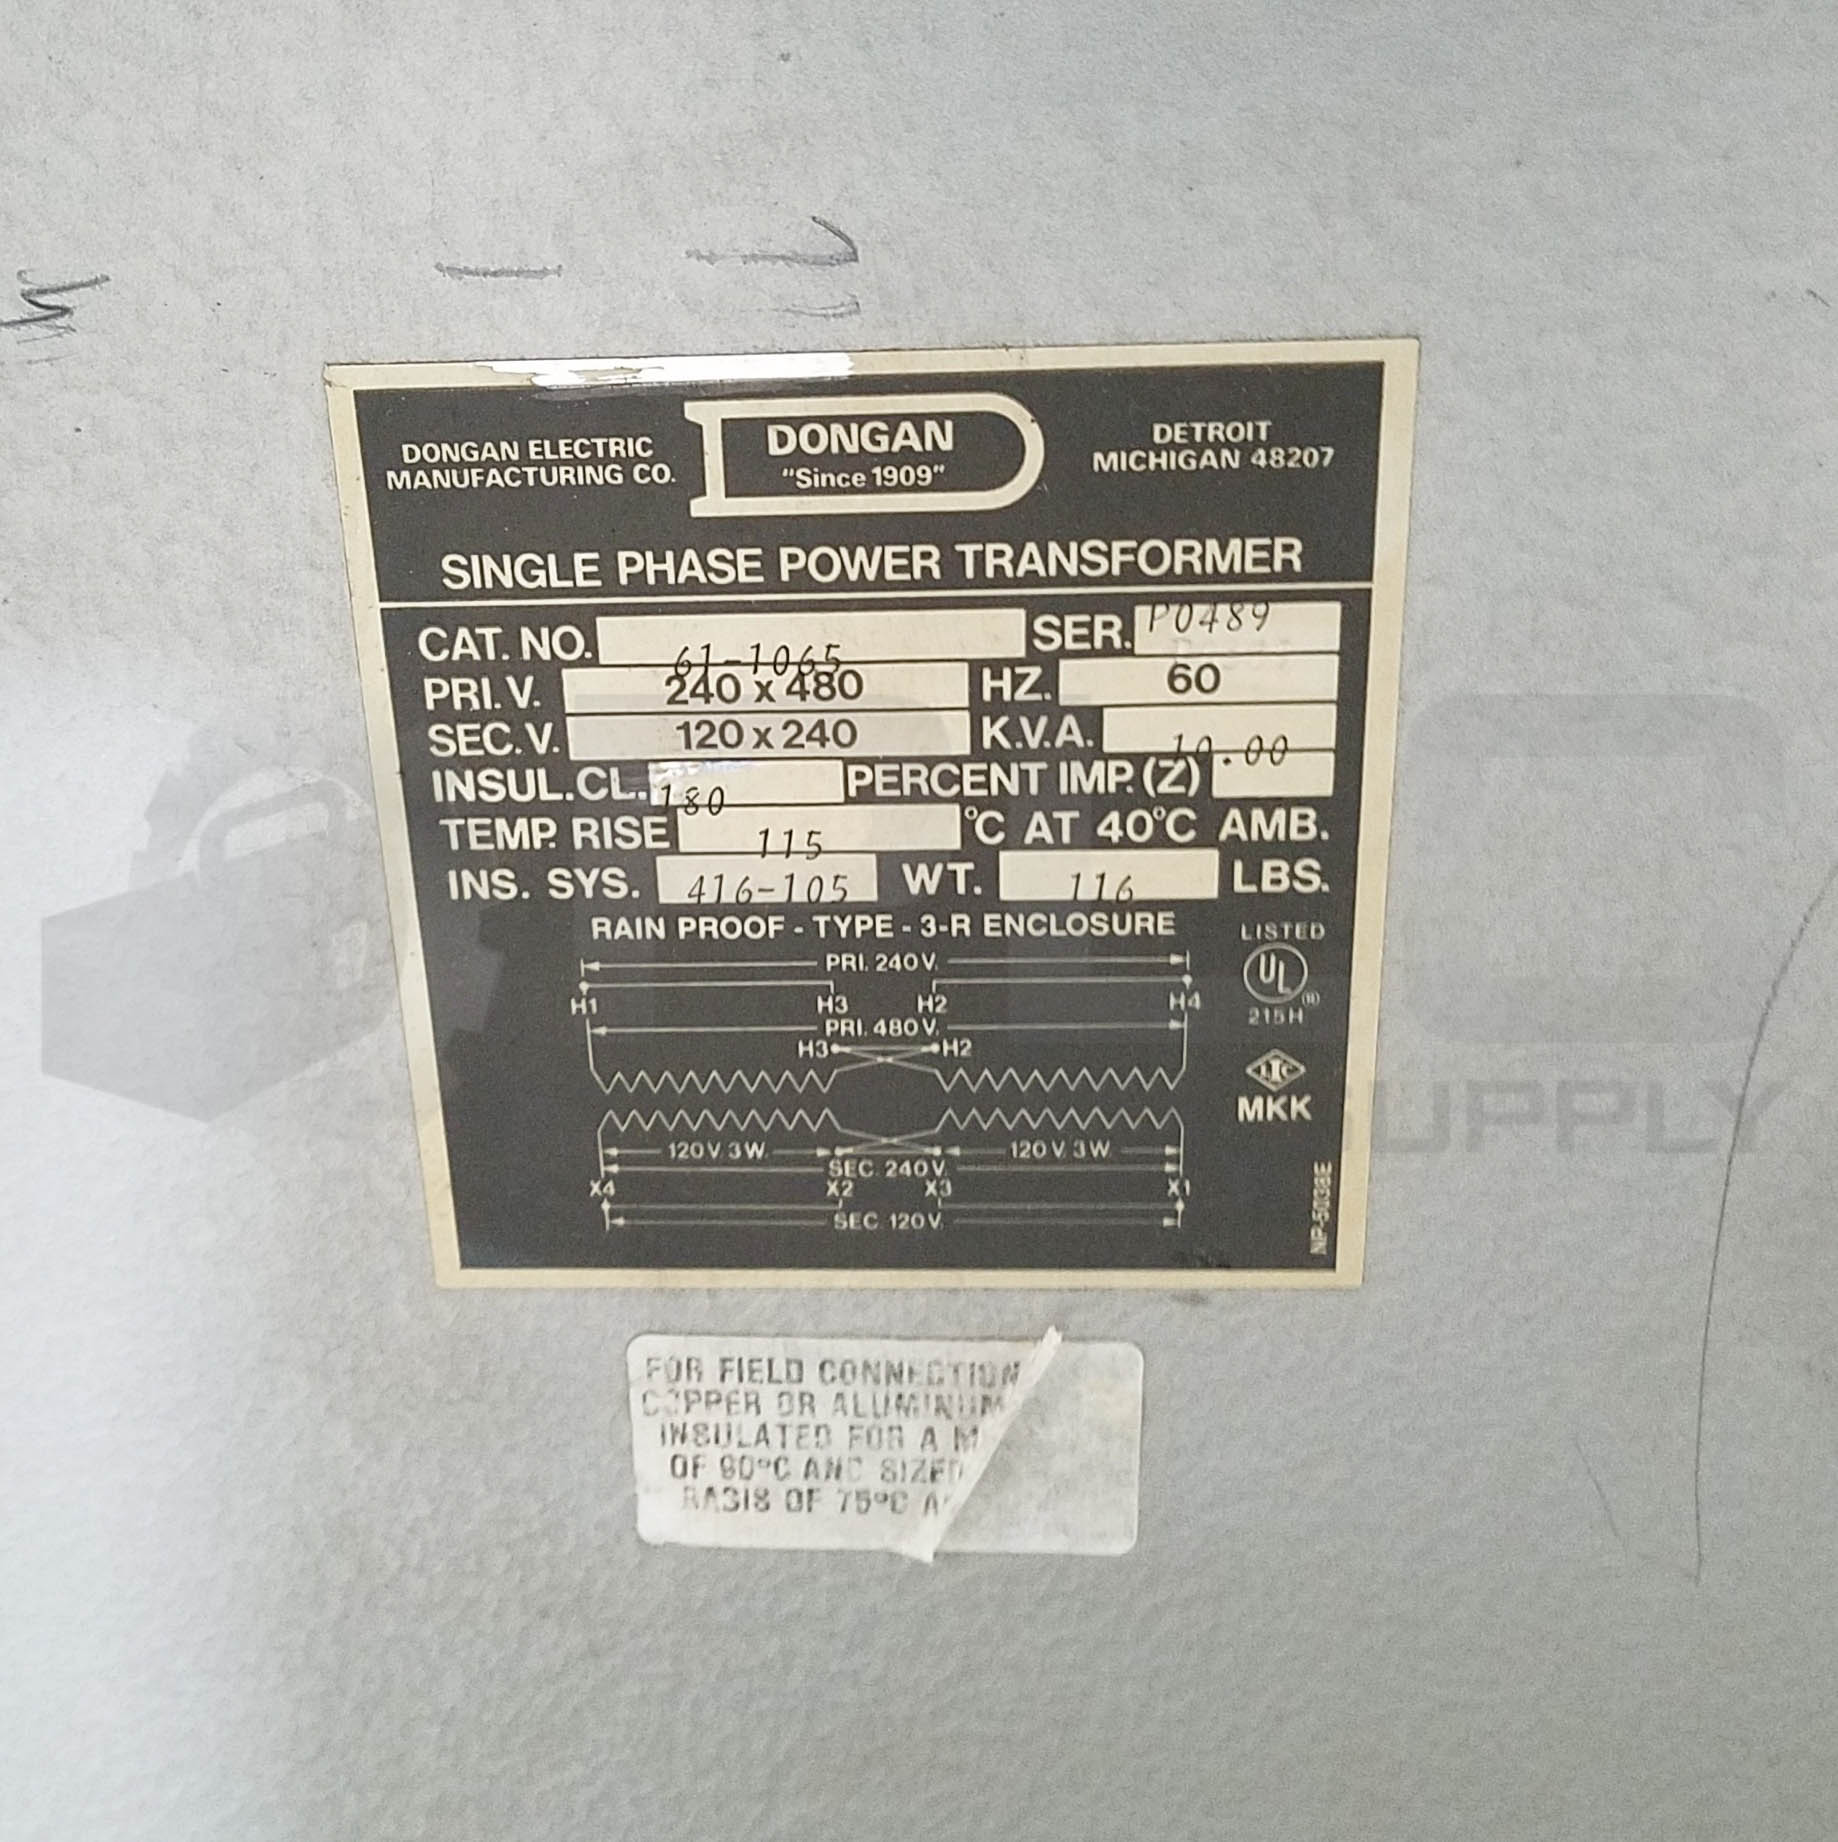 DONGAN ELECTRIC
MANUFACTURING CO.
DONGAN
"Since 1909"
DETROIT
MICHIGAN 48207
SINGLE PHASE POWER TRANSFORMER
CAT. NO. 61-1065 SER. P0489
PRI. V. 240 x 480 HZ. 60
SEC. V. 120 x 240 K.V.A. 10.00
INSUL. CL. 180 PERCENT IMP. (Z) .00
TEMP. RISE 115 °C AT 40°C AMB.
INS. SYS. 416-105 WT. 116 LBS.
RAIN PROOF - TYPE - 3-R ENCLOSURE
LISTED
UL
215H
MKK
PRI. 240 V.
H1 H3 H2 H4
PRI. 480 V.
H3 H2
120 V. 3 W. 120 V. 3 W.
SEC. 240 V.
X4 X2 X3 X1
SEC. 120 V.
NP-5038E
FOR FIELD CONNECTION
COPPER OR ALUMINUM
INSULATED FOR A M
OF 90°C AND SIZED
BASIS OF 75°C A
SUPPLY